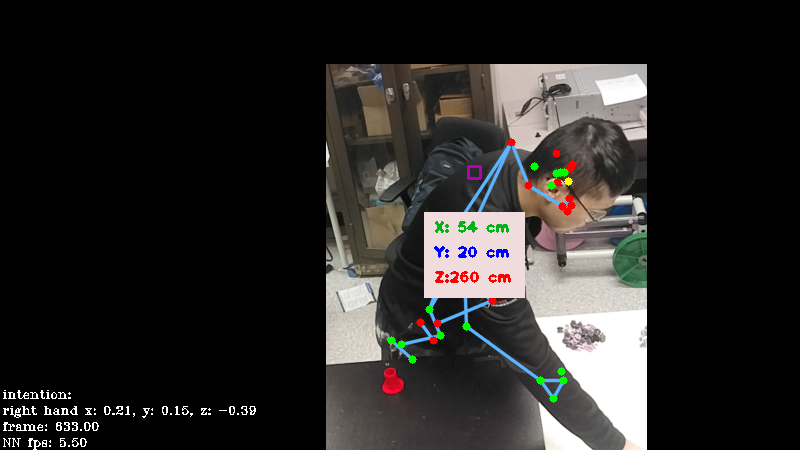 X: 54 cm
Y: 20 cm
Z:260 cm
intention:
right hand x: 0.21, y: 0.15, z: -0.39
frame: 633.00
NN fps: 5.50